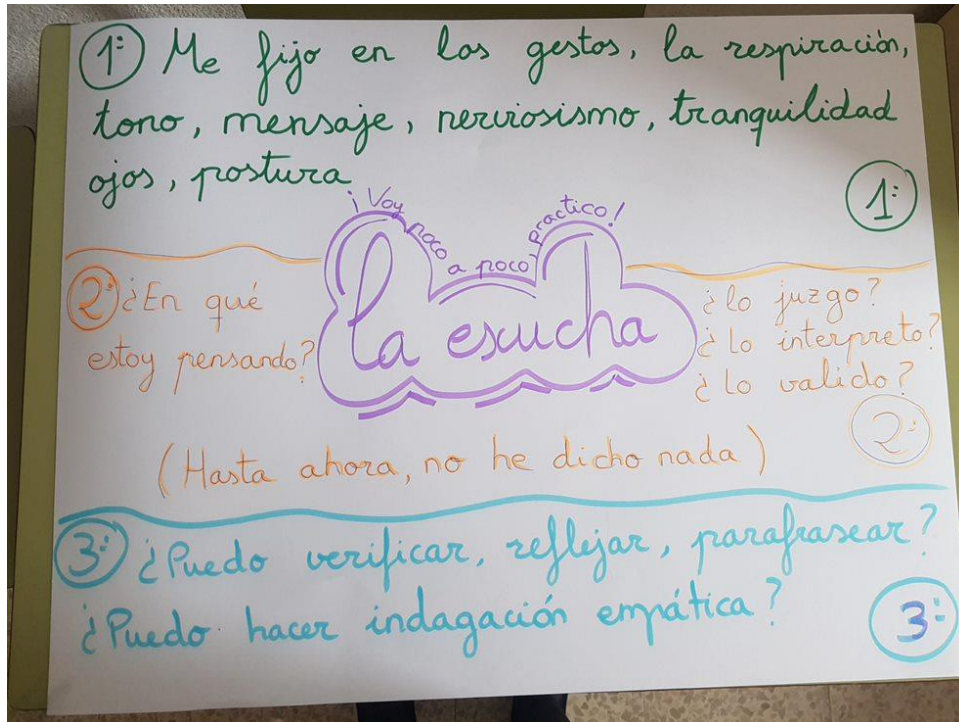 1º Me fijo en los gestos, la respiración,
tono, mensaje, nerviosismo, tranquilidad
ojos, postura
1º
¡Voy poco a poco, practico!
la escucha
2º ¿En qué
estoy pensando?
¿lo juzgo?
¿Lo interpreto?
¿Lo valido?
2º
(Hasta ahora, no he dicho nada)
3º ¿Puedo verificar, reflejar, parafrasear?
¿Puedo hacer indagación empática?
3º